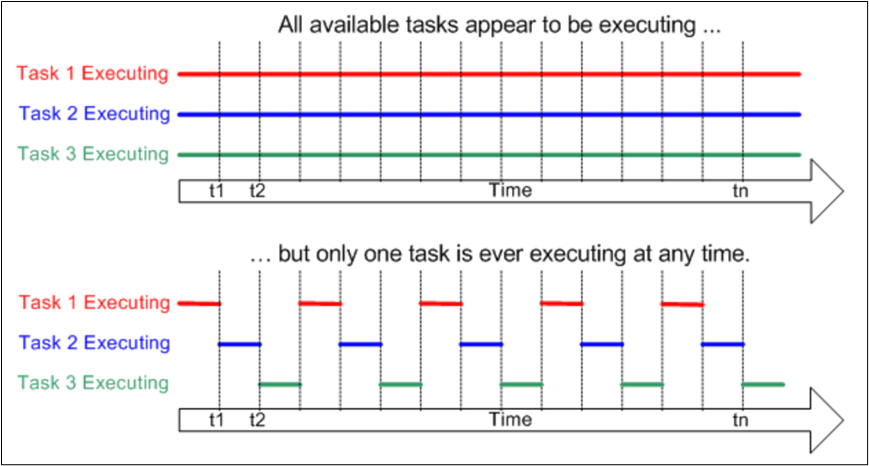 All available tasks appear to be executing ...
Task 1 Executing
Task 2 Executing
Task 3 Executing
t1 t2 Time tn
... but only one task is ever executing at any time.
Task 1 Executing
Task 2 Executing
Task 3 Executing
t1 t2 Time tn